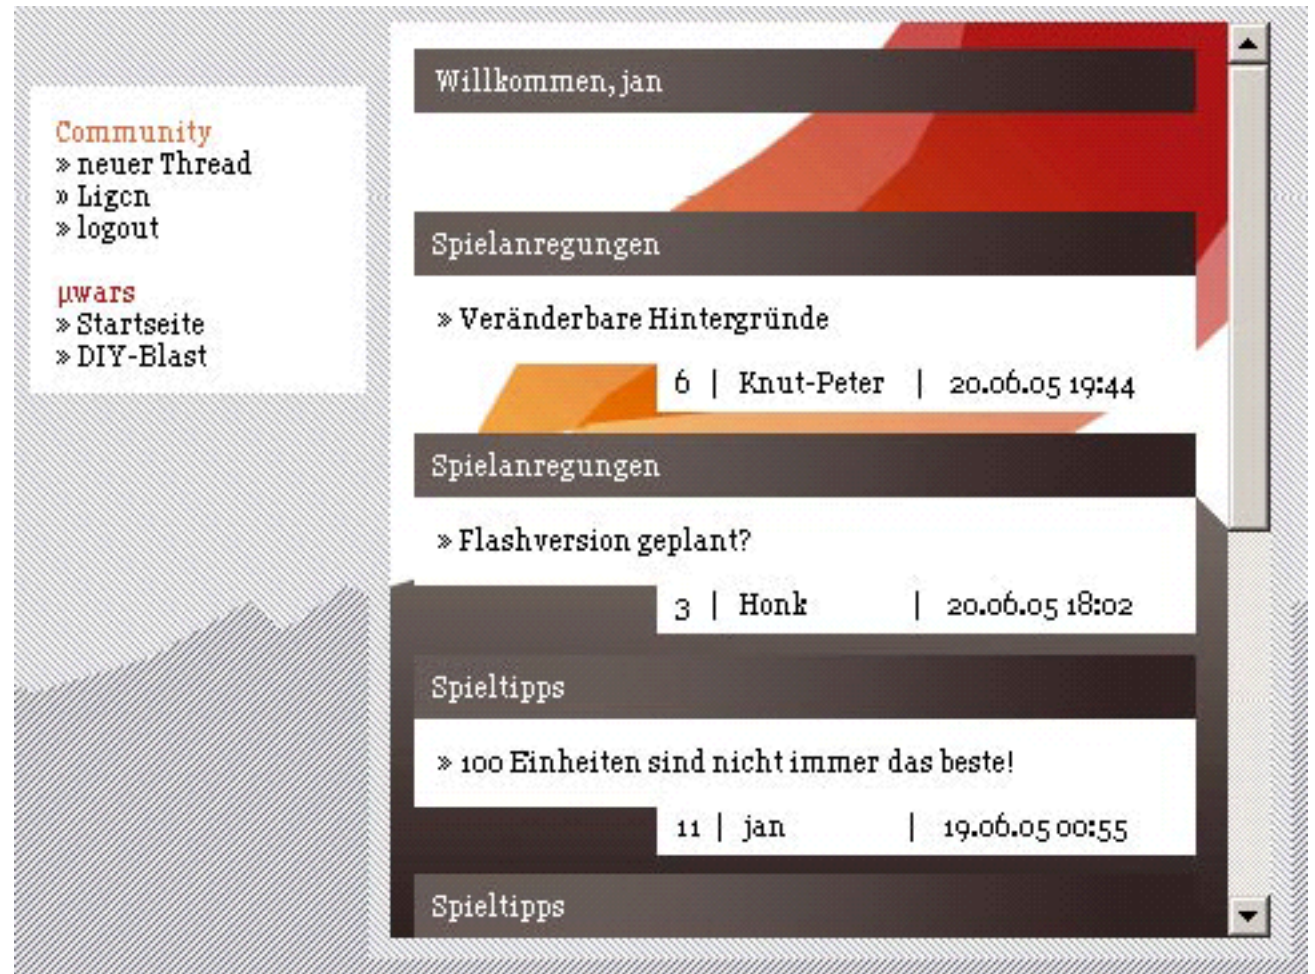 Community
» neuer Thread
» Ligen
» logout
µwars
» Startseite
» DIY-Blast
Willkommen, jan
Spielanregungen
» Veränderbare Hintergründe
6 | Knut-Peter | 20.06.05 19:44
Spielanregungen
» Flashversion geplant?
3 | Honk | 20.06.05 18:02
Spieltipps
» 100 Einheiten sind nicht immer das beste!
11 | jan | 19.06.05 00:55
Spieltipps